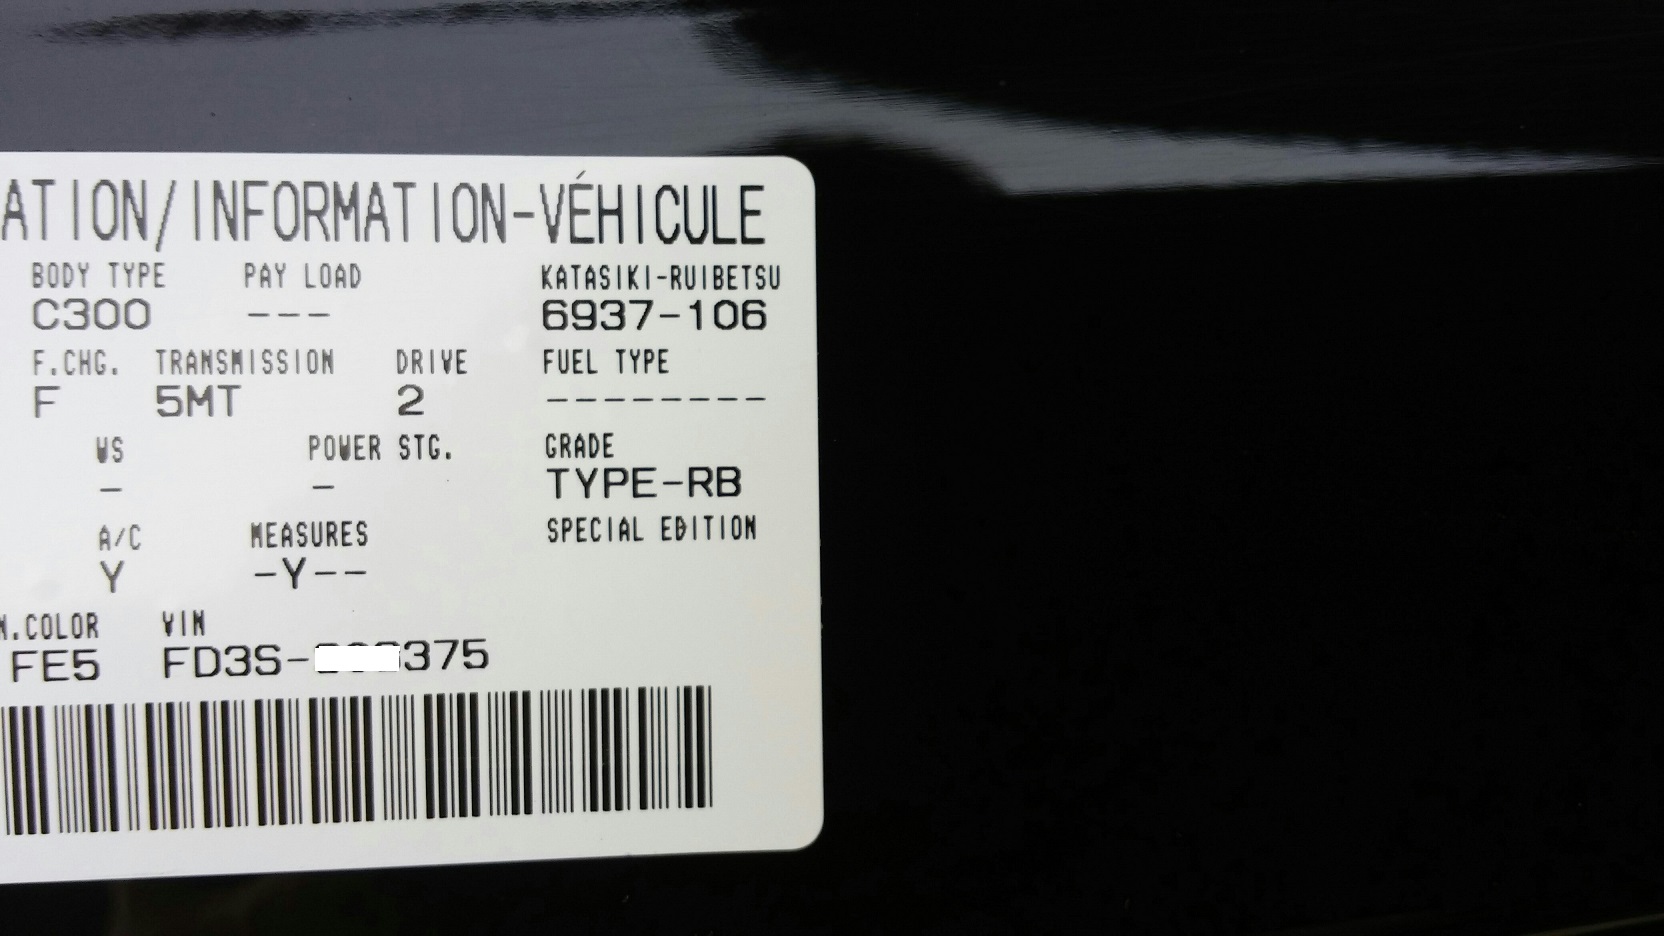 ATION/INFORMATION-VÉHICULE
BODY TYPE PAY LOAD KATASIKI-RUIBETSU
C300 --- 6937-106
F.CHG. TRANSMISSION DRIVE FUEL TYPE
F 5MT 2 --------
WS POWER STG. GRADE
- - TYPE-RB
A/C MEASURES SPECIAL EDITION
Y -Y--
N.COLOR VIN
FE5 FD3S- 375